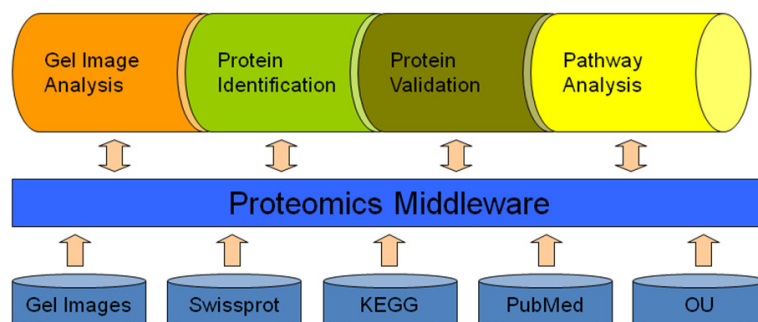 Gel Image
Analysis
Protein
Identification
Protein
Validation
Pathway
Analysis
Proteomics Middleware
Gel Images
Swissprot
KEGG
PubMed
OU